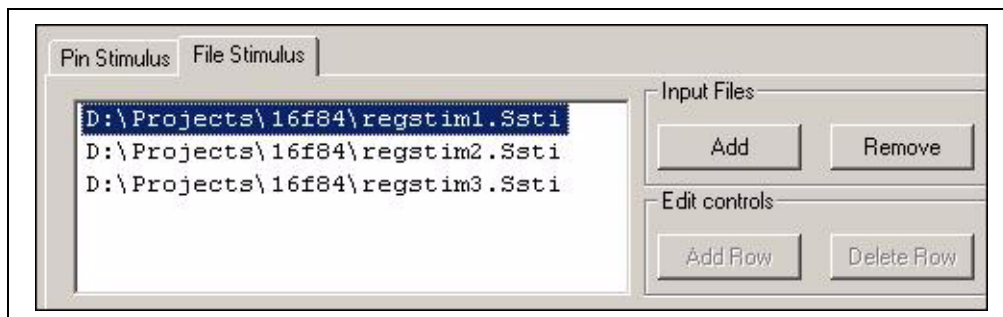 Pin Stimulus File Stimulus
D:\Projects\16f84\regstim1.Ssti
D:\Projects\16f84\regstim2.Ssti
D:\Projects\16f84\regstim3.Ssti
Input Files
Add Remove
Edit controls
Add Row Delete Row